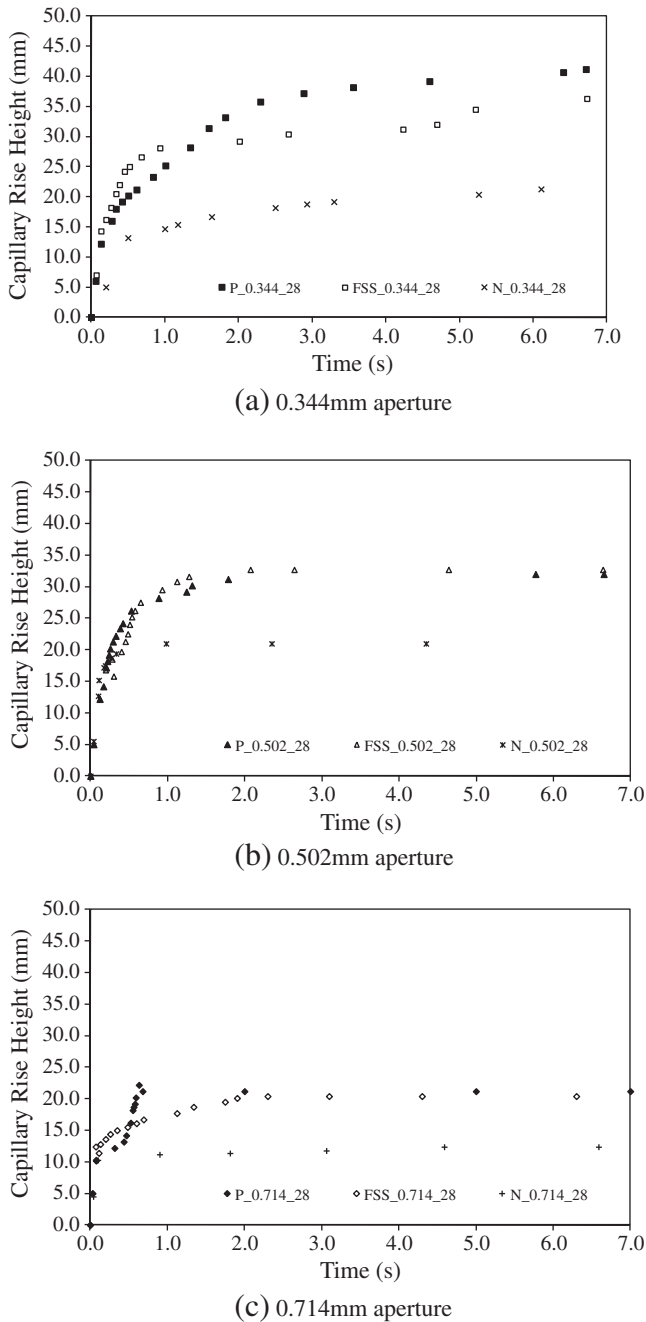 50.0
45.0
40.0
35.0
30.0
25.0
20.0
15.0
10.0
5.0
0.0
Capillary Rise Height (mm)
P_0.344_28 FSS_0.344_28 N_0.344_28
0.0 1.0 2.0 3.0 4.0 5.0 6.0 7.0
Time (s)
(a) 0.344mm aperture
50.0
45.0
40.0
35.0
30.0
25.0
20.0
15.0
10.0
5.0
0.0
Capillary Rise Height (mm)
P_0.502_28 FSS_0.502_28 N_0.502_28
0.0 1.0 2.0 3.0 4.0 5.0 6.0 7.0
Time (s)
(b) 0.502mm aperture
50.0
45.0
40.0
35.0
30.0
25.0
20.0
15.0
10.0
5.0
0.0
Capillary Rise Height (mm)
P_0.714_28 FSS_0.714_28 N_0.714_28
0.0 1.0 2.0 3.0 4.0 5.0 6.0 7.0
Time (s)
(c) 0.714mm aperture